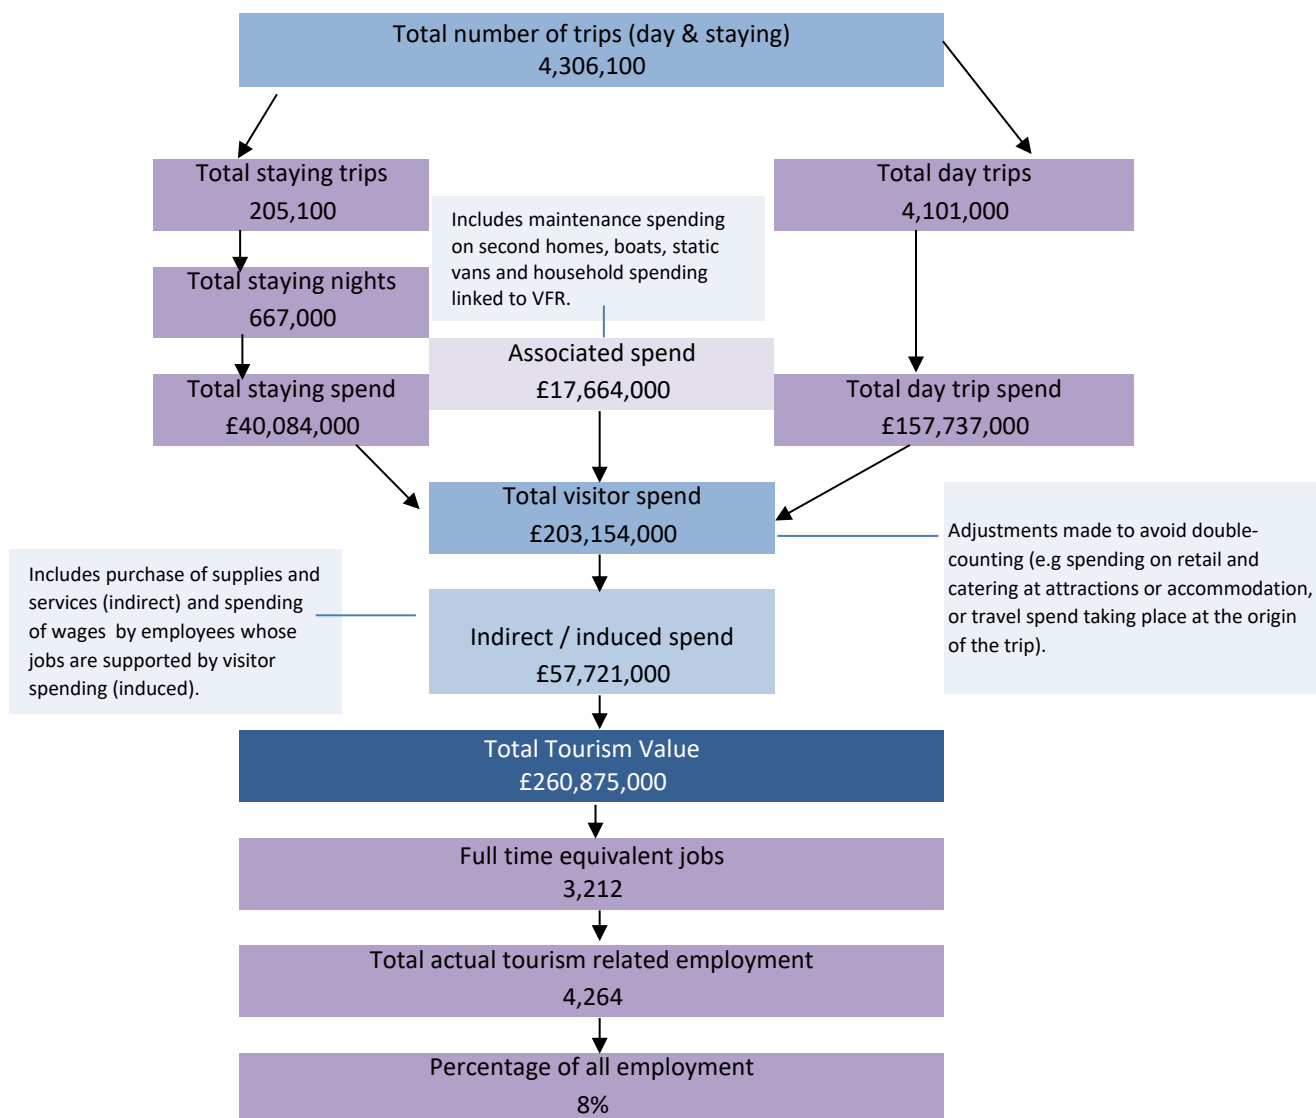 Total number of trips (day & staying)
4,306,100
Total staying trips
205,100
Total day trips
4,101,000
Includes maintenance spending
on second homes, boats, static
vans and household spending
linked to VFR.
Total staying nights
667,000
Associated spend
£17,664,000
Total staying spend
£40,084,000
Total day trip spend
£157,737,000
Total visitor spend
£203,154,000
Adjustments made to avoid double-
counting (e.g spending on retail and
catering at attractions or accommodation,
or travel spend taking place at the origin
of the trip).
Includes purchase of supplies and
services (indirect) and spending
of wages by employees whose
jobs are supported by visitor
spending (induced).
Indirect / induced spend
£57,721,000
Total Tourism Value
£260,875,000
Full time equivalent jobs
3,212
Total actual tourism related employment
4,264
Percentage of all employment
8%